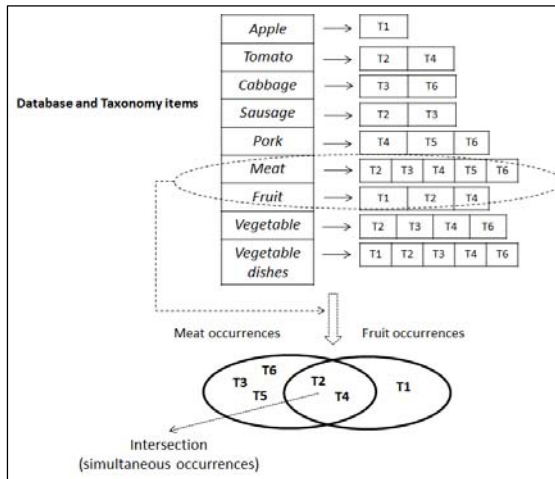 Apple T1
Tomato T2 T4
Cabbage T3 T6
Database and Taxonomy items
Sausage T2 T3
Pork T4 T5 T6
Meat T2 T3 T4 T5 T6
Fruit T1 T2 T4
Vegetable T2 T3 T4 T6
Vegetable T1 T2 T3 T4 T6
dishes
Meat occurrences Fruit occurrences
T6
T3 T2 T1
T5 T4
Intersection
(simultaneous occurrences)